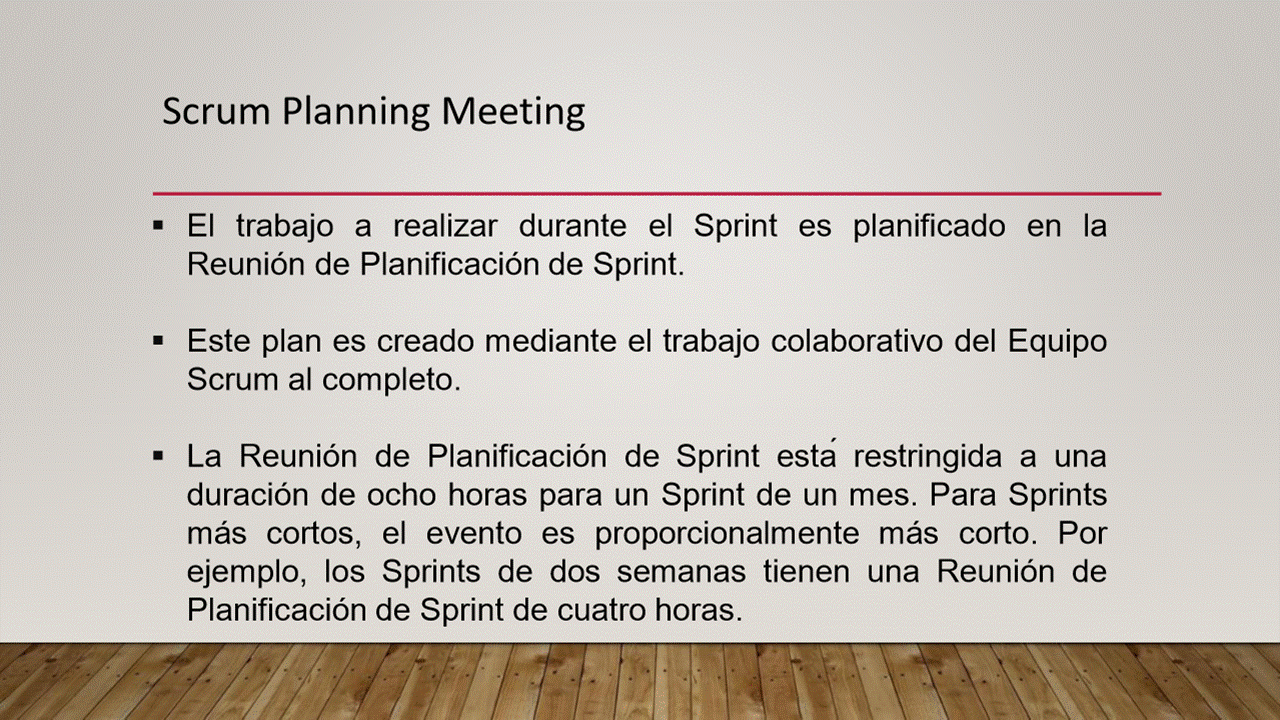 Scrum Planning Meeting
▪ El trabajo a realizar durante el Sprint es planificado en la
Reunión de Planificación de Sprint.
▪ Este plan es creado mediante el trabajo colaborativo del Equipo
Scrum al completo.
▪ La Reunión de Planificación de Sprint está restringida a una
duración de ocho horas para un Sprint de un mes. Para Sprints
más cortos, el evento es proporcionalmente más corto. Por
ejemplo, los Sprints de dos semanas tienen una Reunión de
Planificación de Sprint de cuatro horas.